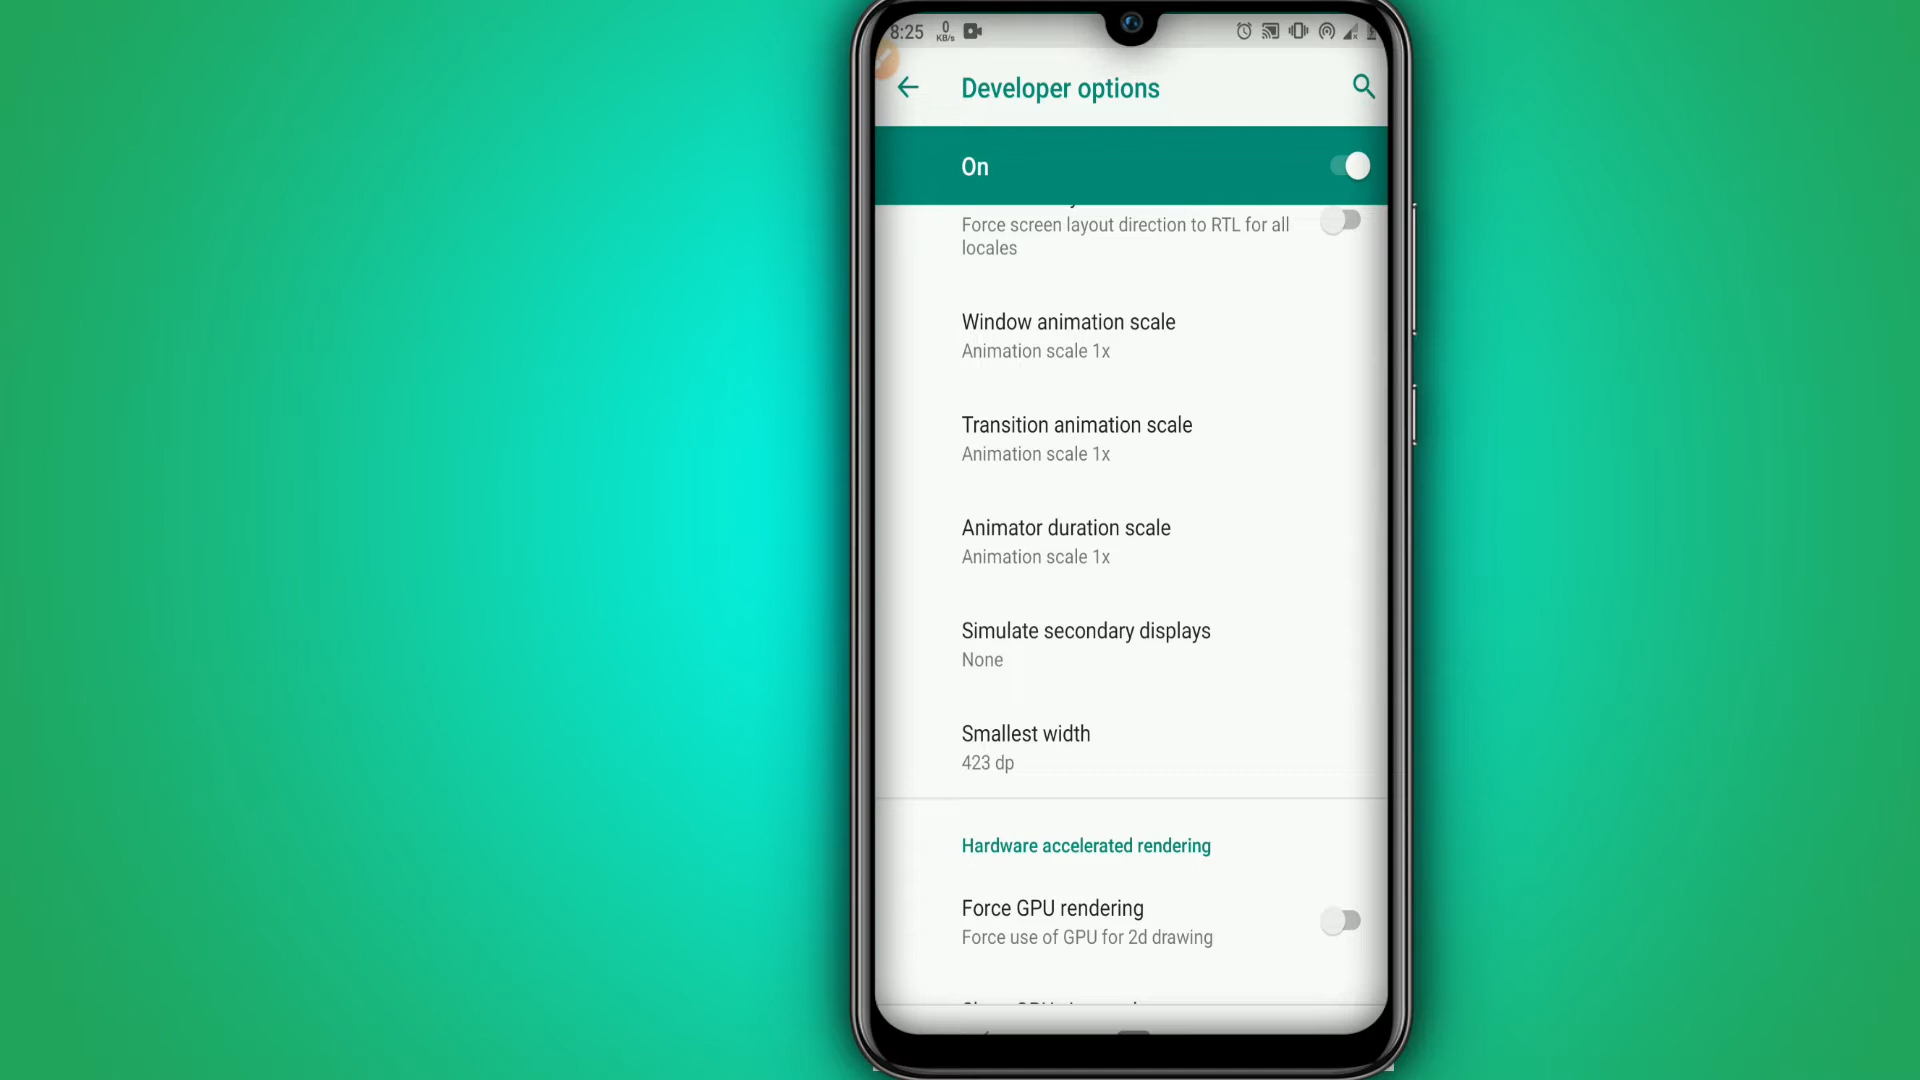 8:25 0 KB/s
Developer options
On
Force screen layout direction to RTL for all
locales
Window animation scale
Animation scale 1x
Transition animation scale
Animation scale 1x
Animator duration scale
Animation scale 1x
Simulate secondary displays
None
Smallest width
423 dp
Hardware accelerated rendering
Force GPU rendering
Force use of GPU for 2d drawing